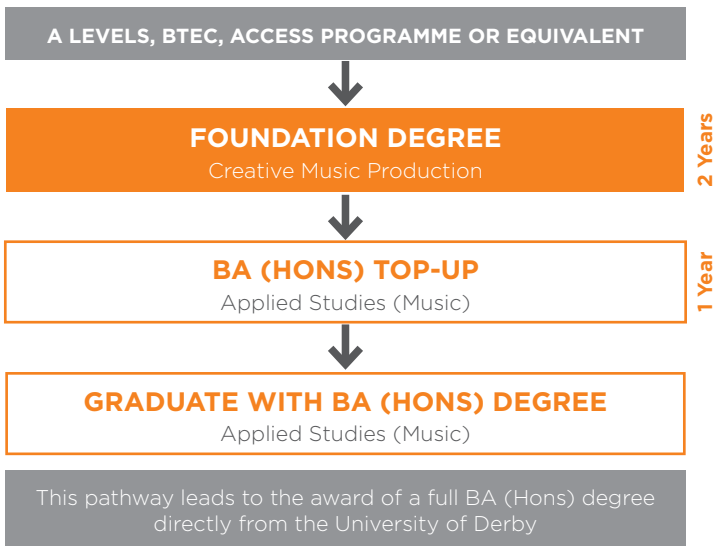 A LEVELS, BTEC, ACCESS PROGRAMME OR EQUIVALENT
FOUNDATION DEGREE
Creative Music Production
2 Years
BA (HONS) TOP-UP
Applied Studies (Music)
1 Year
GRADUATE WITH BA (HONS) DEGREE
Applied Studies (Music)
This pathway leads to the award of a full BA (Hons) degree
directly from the University of Derby